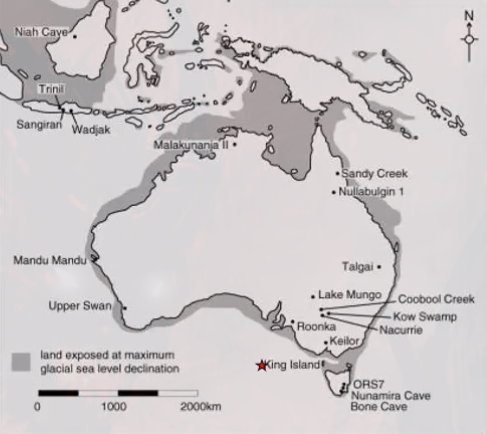 N
Niah Cave
Trinil
Sangiran
Wadjak
Malakunanja II
Sandy Creek
Nullabulgin 1
Mandu Mandu
Talgai
Lake Mungo
Coobool Creek
Upper Swan
Kow Swamp
Roonka
Nacurrie
Keilor
land exposed at maximum
glacial sea level declination
King Island
ORS7
Nunamira Cave
Bone Cave
0 1000 2000km